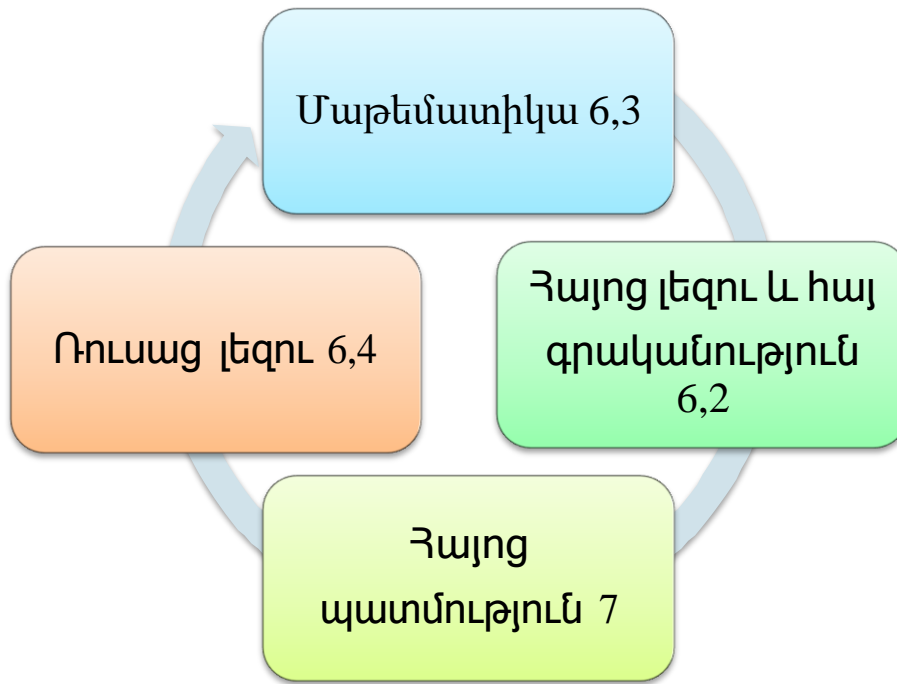 Մաթեմատիկա 6,3
Հայոց լեզու և հայ
գրականություն
6,2
Հայոց
պատմություն 7
Ռուսաց լեզու 6,4